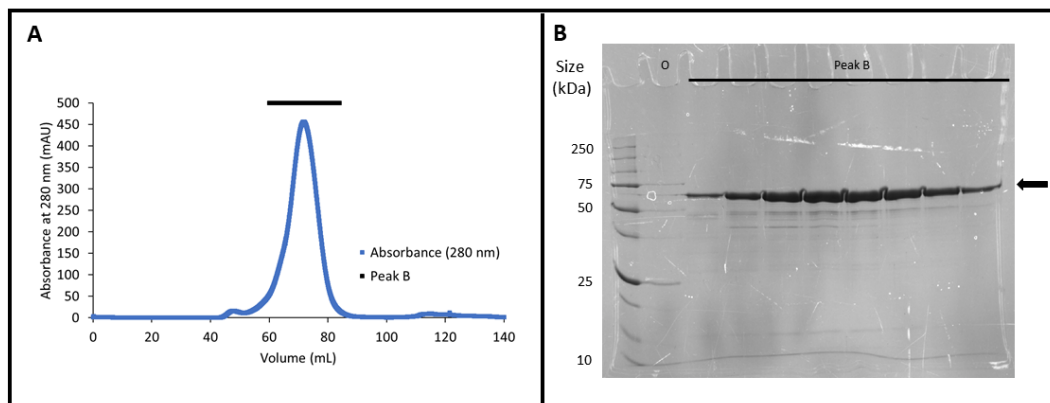 A
Absorbance at 280 nm (mAU)
500
450
400
350
300
250
200
150
100
50
0
0 20 40 60 80 100 120 140
Volume (mL)
Absorbance (280 nm)
Peak B
B
Size
(kDa)
O Peak B
250
75
50
25
10